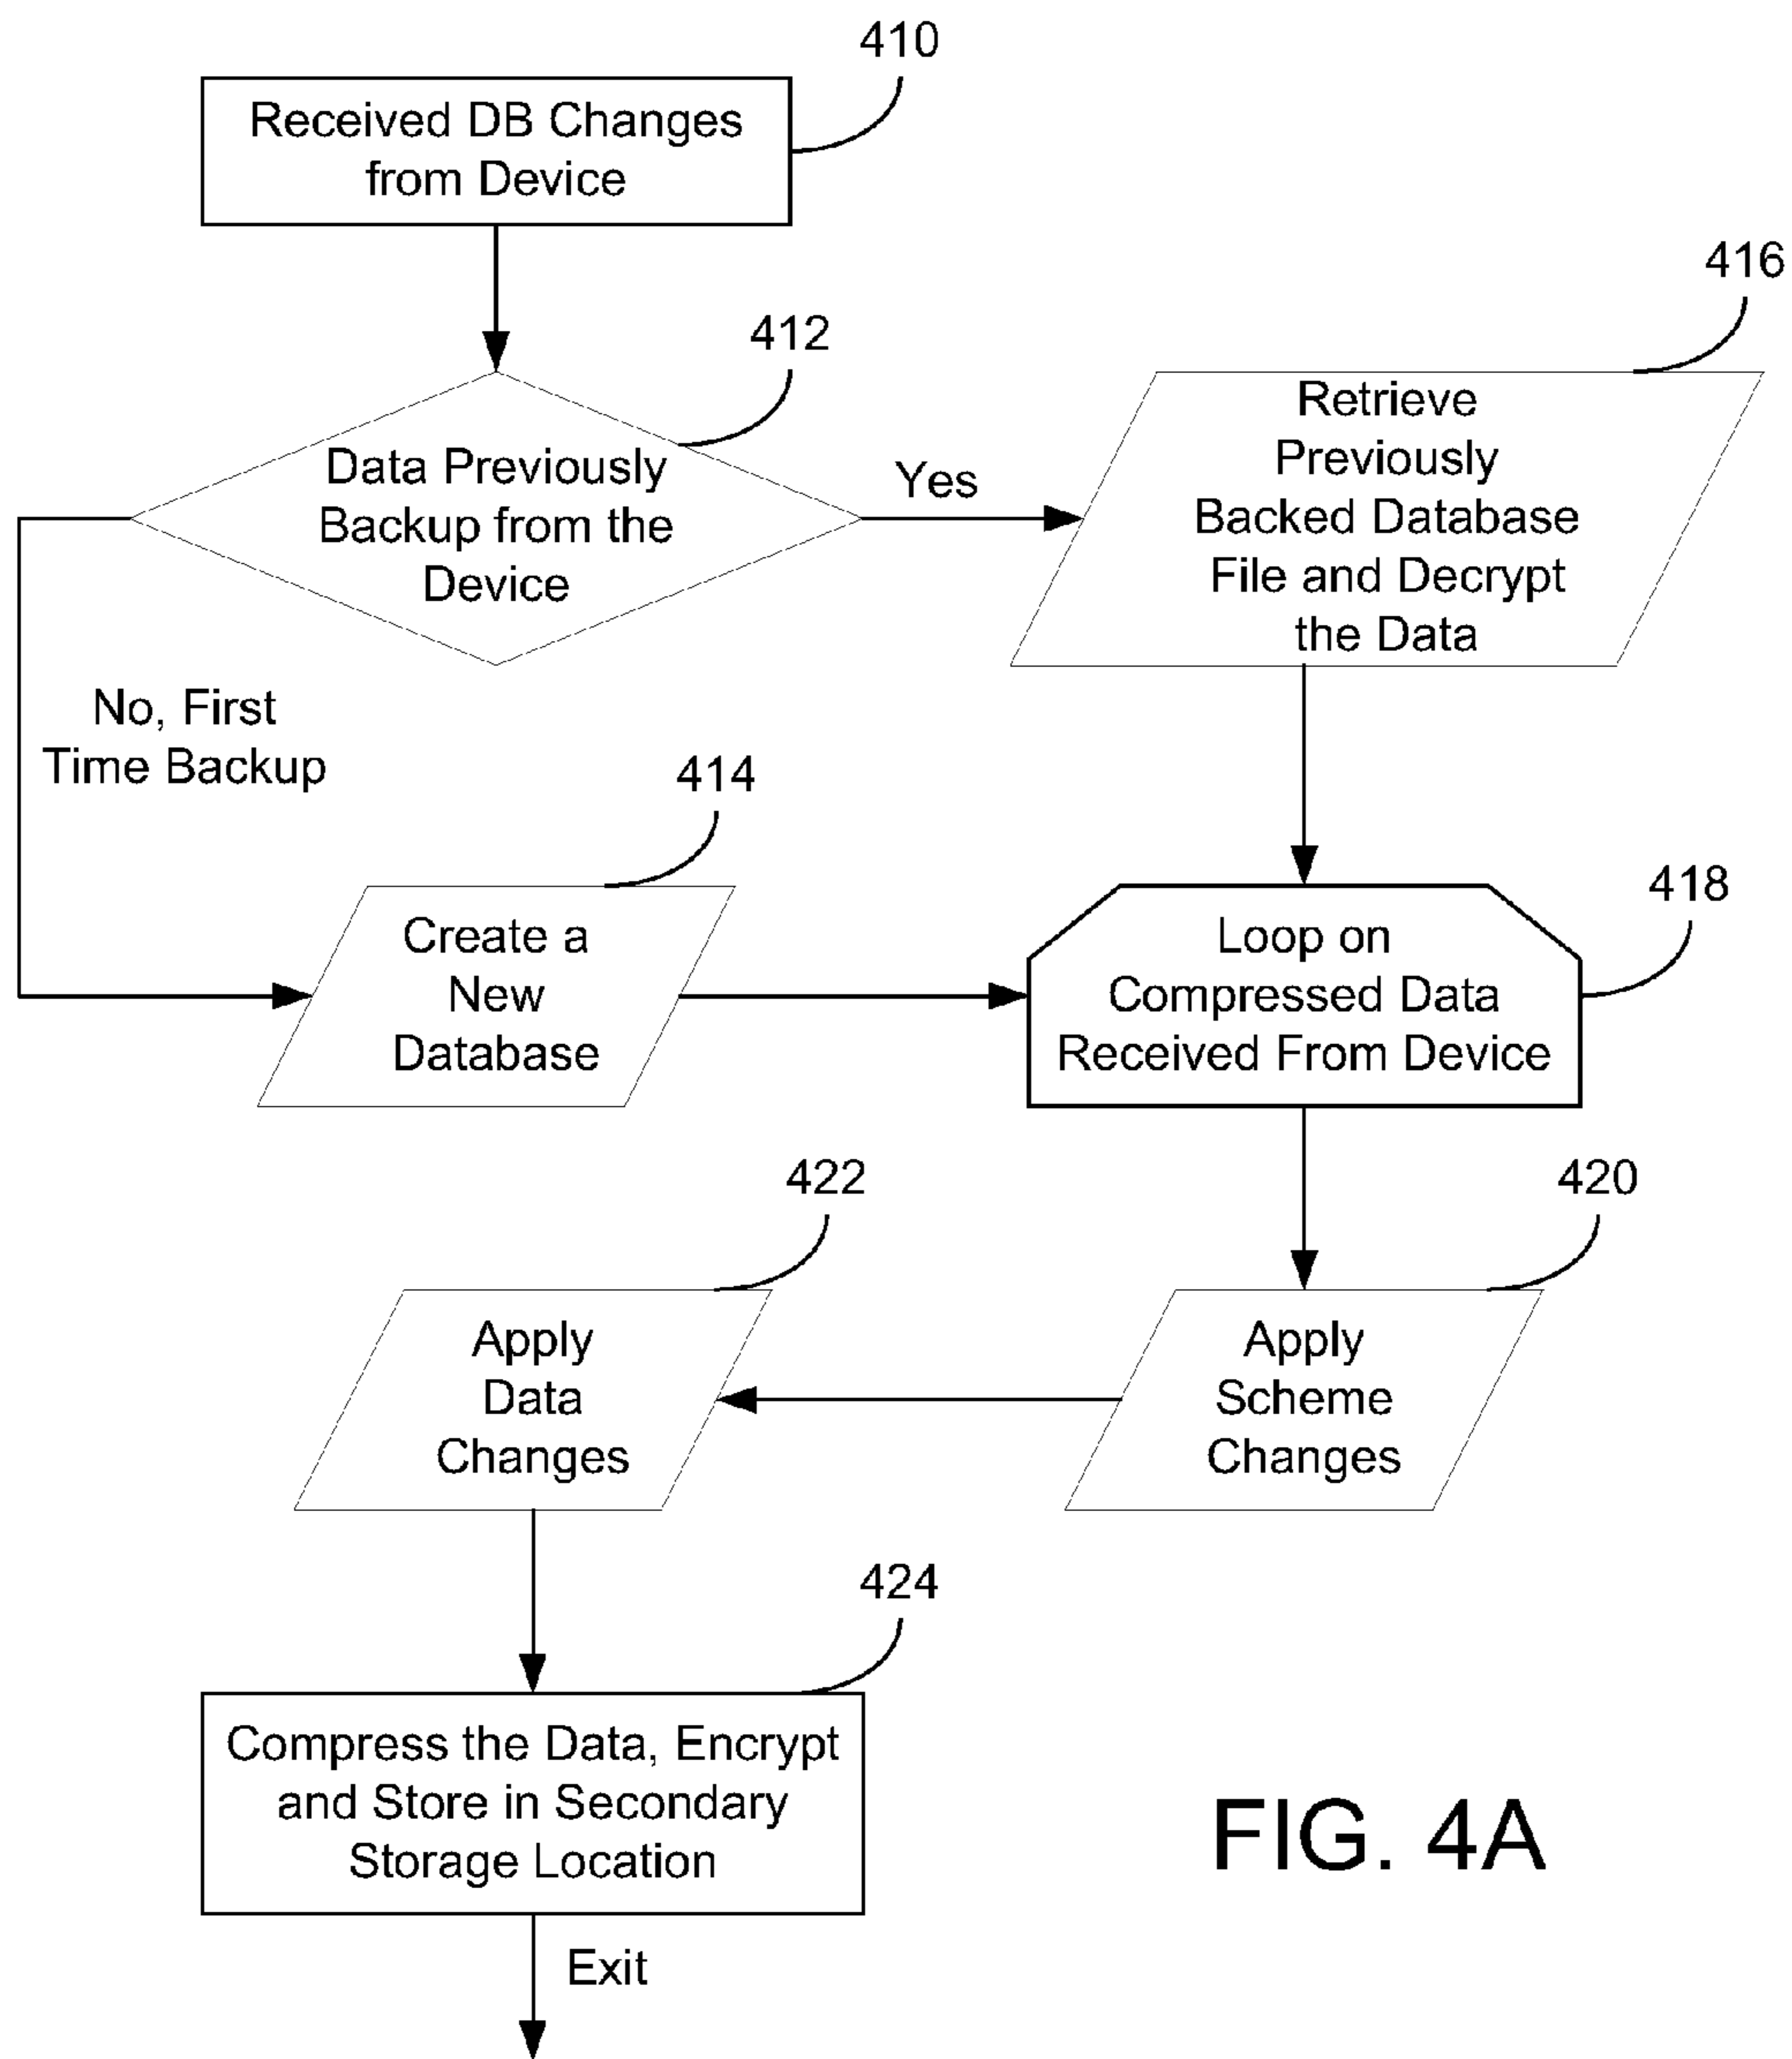 410
Received DB Changes
from Device
412
Data Previously
Backup from the
Device
Yes
416
Retrieve
Previously
Backed Database
File and Decrypt
the Data
No, First
Time Backup
414
Create a
New
Database
418
Loop on
Compressed Data
Received From Device
420
Apply
Scheme
Changes
422
Apply
Data
Changes
424
Compress the Data, Encrypt
and Store in Secondary
Storage Location
Exit
FIG. 4A